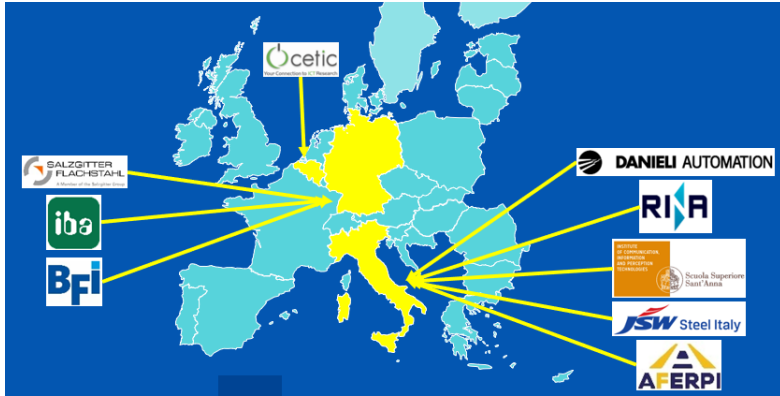 cetic
Your Connection to ICT Research
SALZGITTER
FLACHSTAHL
A Member of the Salzgitter Group
iba
BFI
DANIELI AUTOMATION
RINA
INSTITUTE
OF COMMUNICATION,
INFORMATION
AND PERCEPTION
TECHNOLOGIES
Scuola Superiore
Sant'Anna
JSW Steel Italy
AFERPI